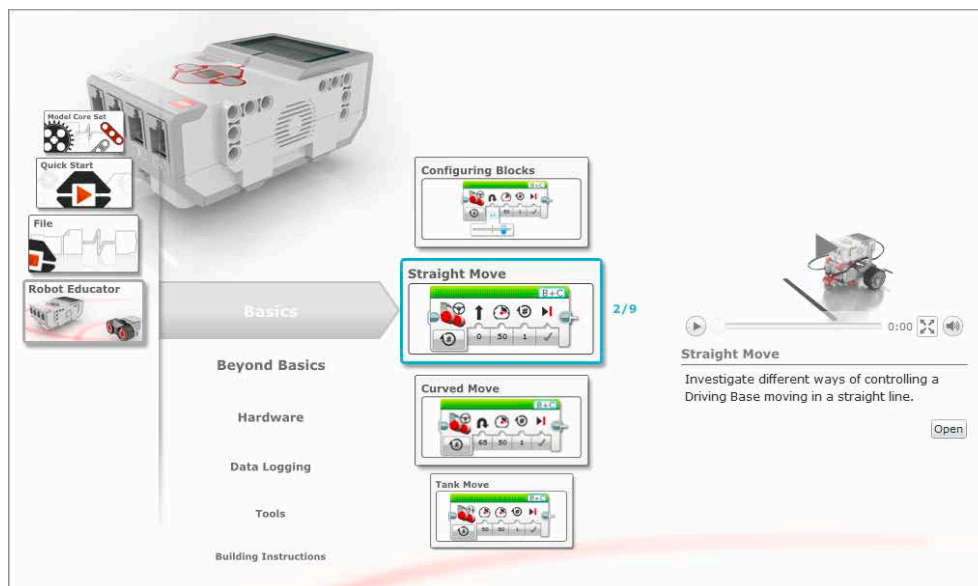 Model Core Set
Quick Start
File
Robot Educator
Basics
Beyond Basics
Hardware
Data Logging
Tools
Building Instructions
Configuring Blocks
B+C
Straight Move
B+C
0 50 1
2/9
Curved Move
B+C
65 50 1
Tank Move
B+C
50 50 1
0:00
Straight Move
Investigate different ways of controlling a
Driving Base moving in a straight line.
Open